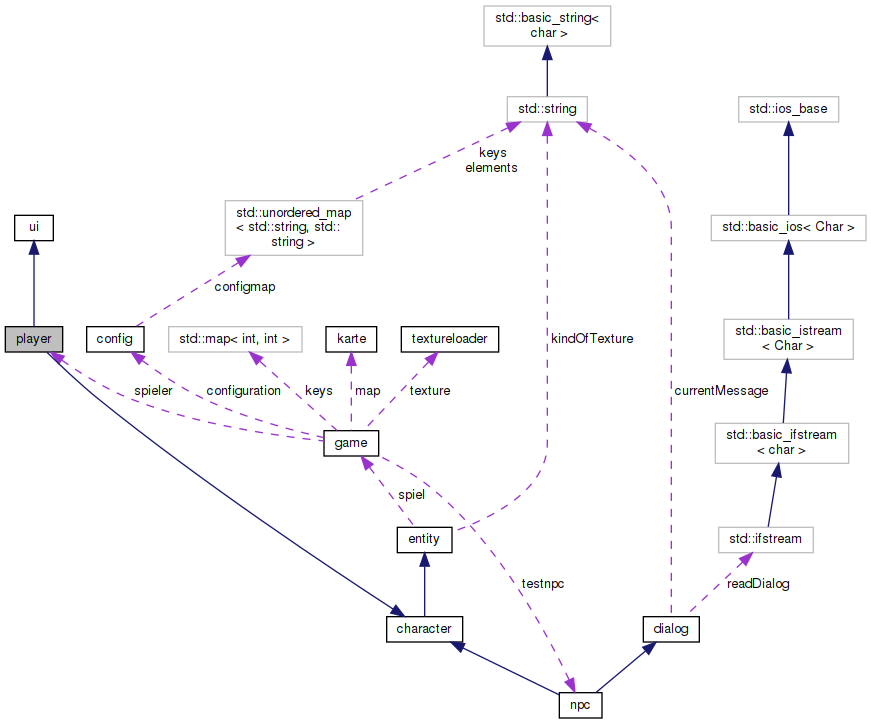 std::basic_string<
char >
std::string
std::ios_base
keys
elements
std::unordered_map
< std::string, std::
string >
ui
std::basic_ios< Char >
configmap
player
config
std::map< int, int >
karte
textureloader
kindOfTexture
std::basic_istream
< Char >
spieler
configuration
keys
map
texture
currentMessage
game
std::basic_ifstream
< char >
spiel
entity
std::ifstream
testnpc
readDialog
character
dialog
npc